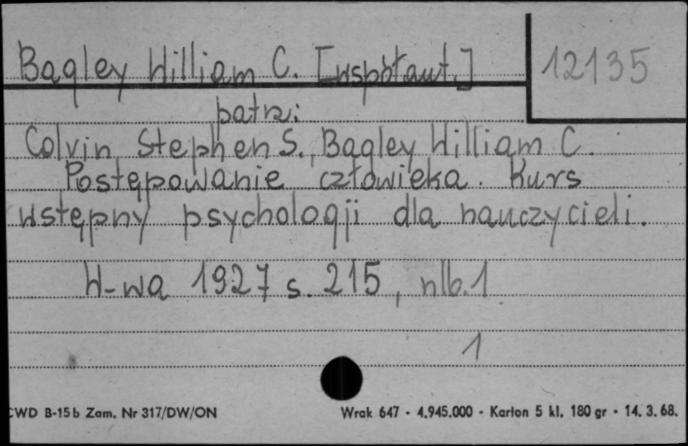 Bagley William C. [współaut.]
12135
patrz:
Colvin Stephen S., Bagley William C.
Postępowanie człowieka. Kurs
wstępny psychologji dla nauczycieli.
W-wa 1927 s. 215, nlb. 1
1
CWD B-15b Zam. Nr 317/DW/ON
Wrak 647 - 4.945.000 - Karton 5 kl. 180 gr - 14. 3. 68.